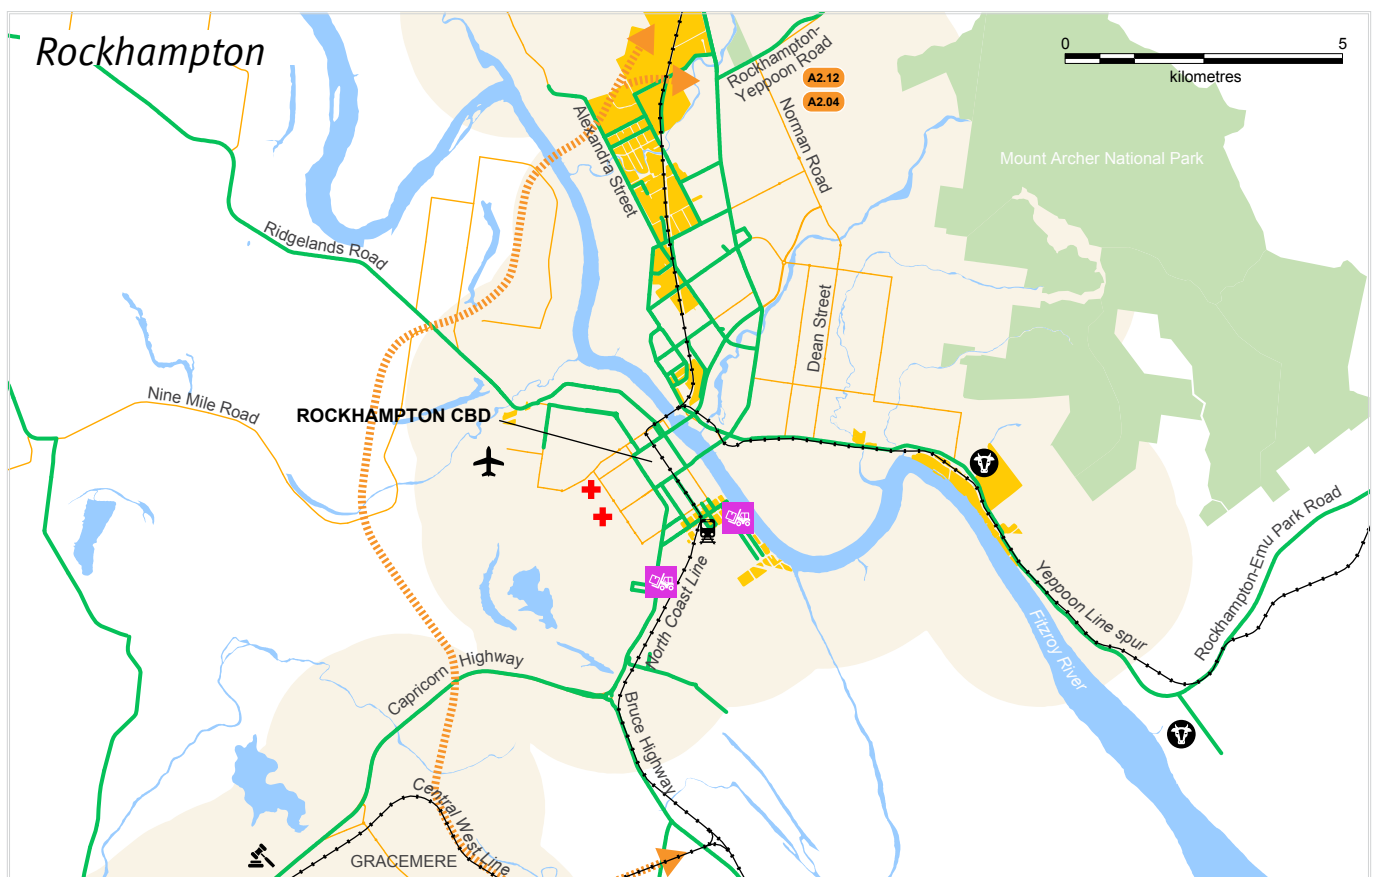 Rockhampton
0 5
kilometres
Rockhampton-
Yeppoon Road
A2.12
A2.04
Alexandra Street
Norman Road
Mount Archer National Park
Ridgelands Road
Dean Street
Nine Mile Road
ROCKHAMPTON CBD
Rockhampton-Emu Park Road
North Coast Line
Yeppoon Line spur
Fitzroy River
Capricorn Highway
Bruce Highway
Central West Line
GRACEMERE